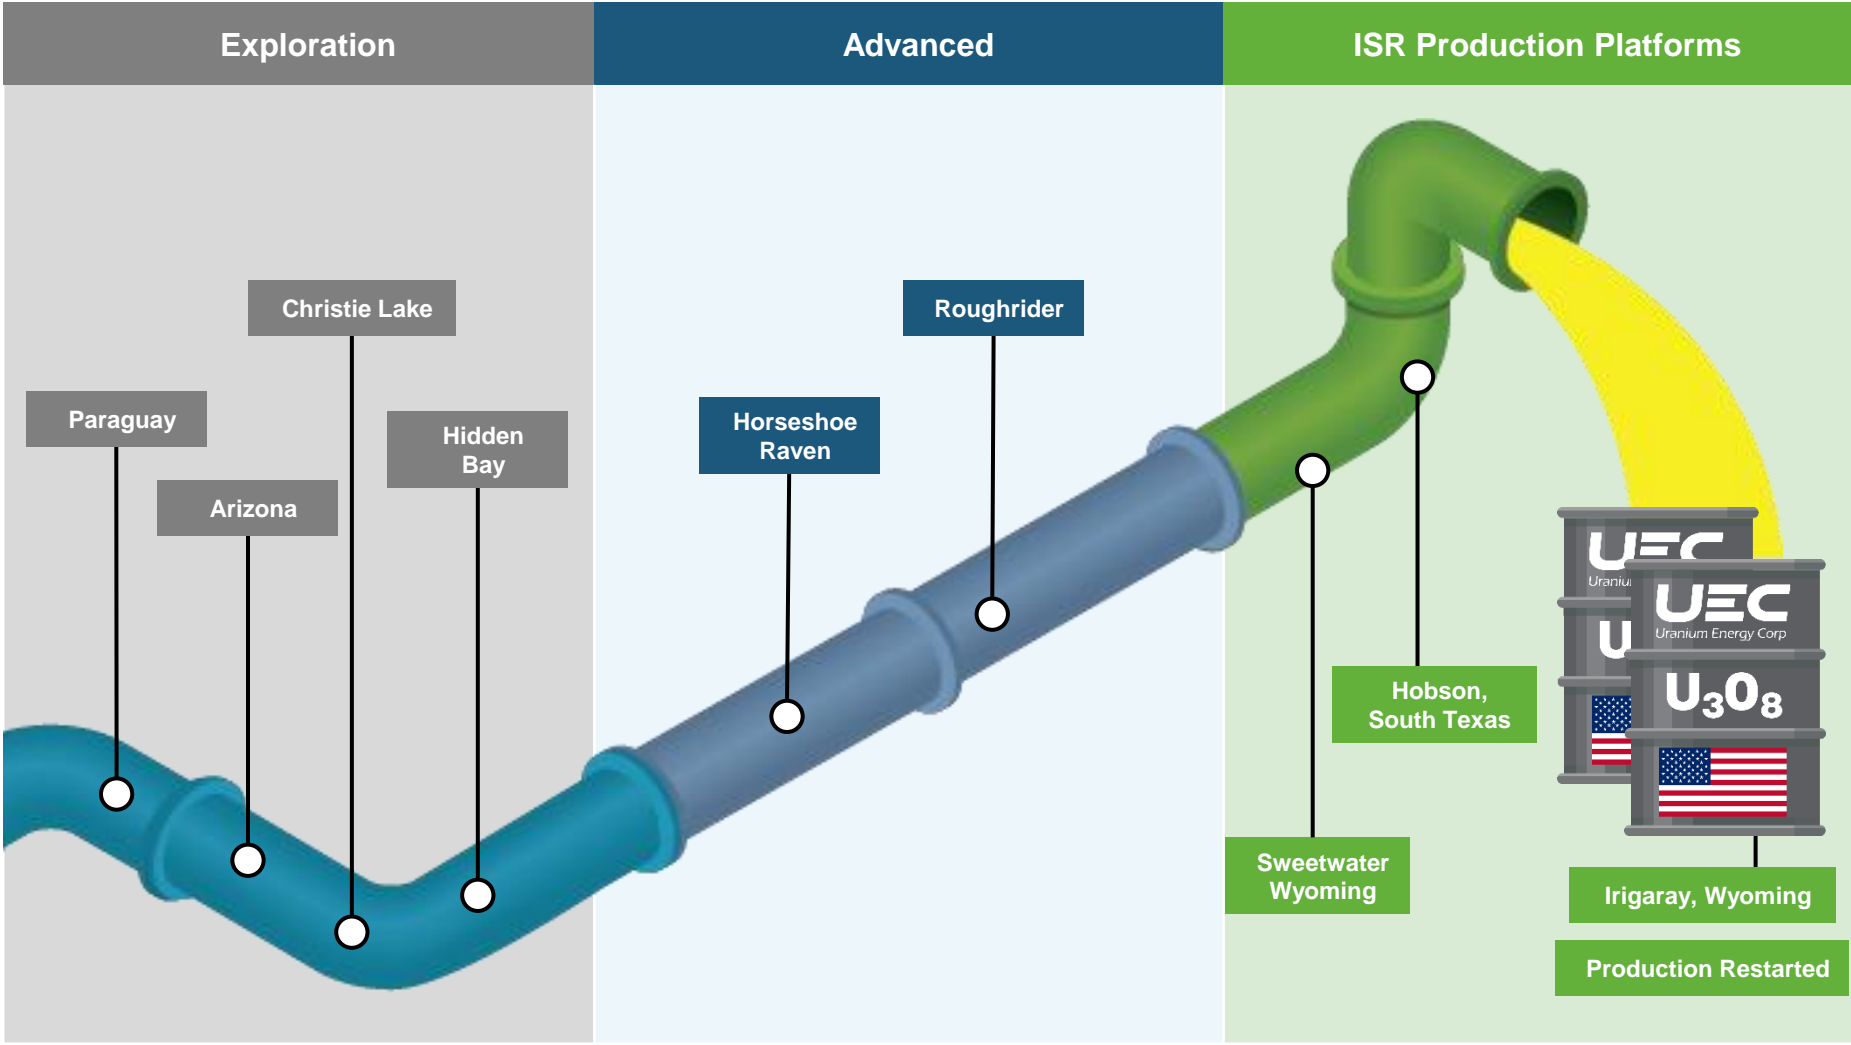 Exploration
Advanced
ISR Production Platforms
Christie Lake
Roughrider
Paraguay
Hidden
Bay
Horseshoe
Raven
Arizona
UEC
Uraniu
U
UEC
Uranium Energy Corp
U₃O₈
Hobson,
South Texas
Sweetwater
Wyoming
Irigaray, Wyoming
Production Restarted